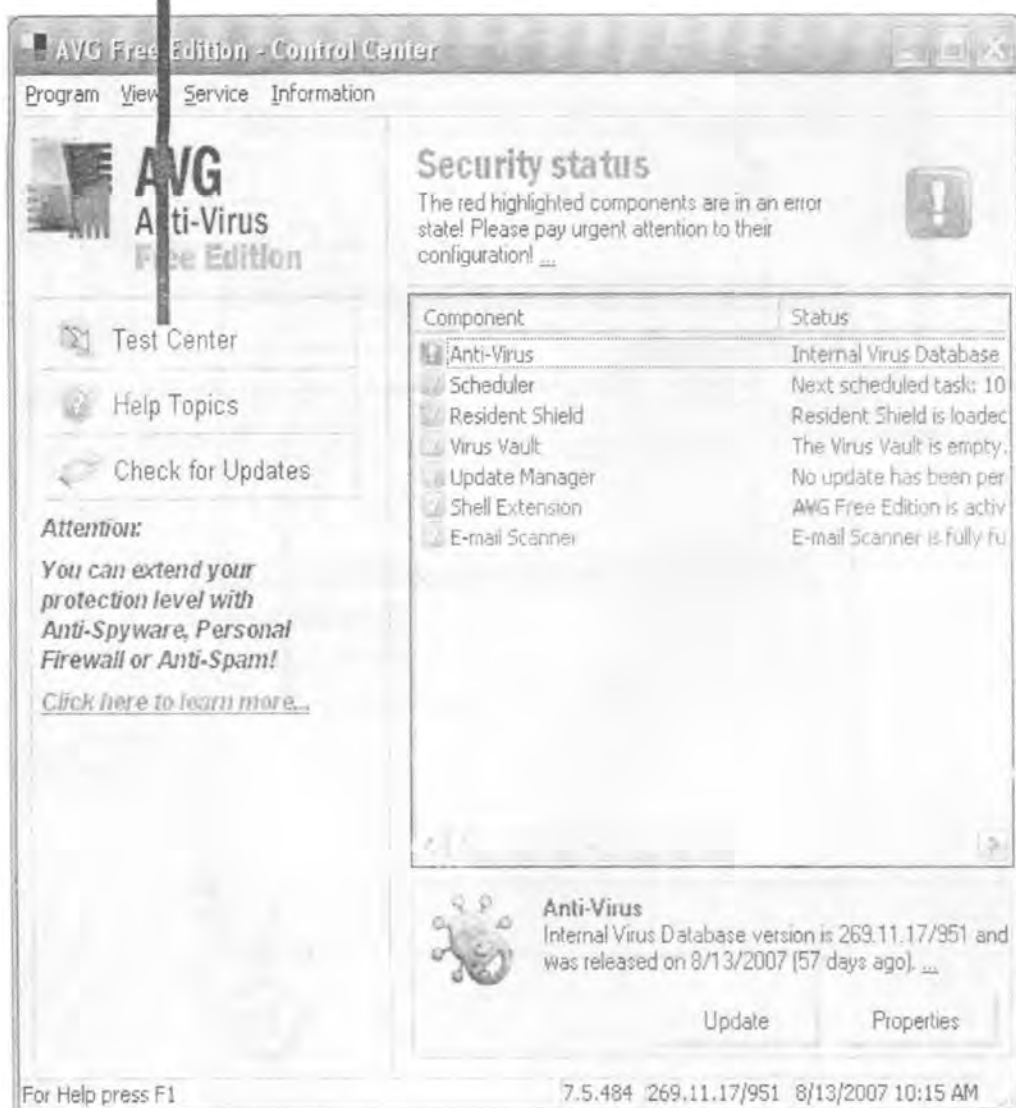 AVG Free Edition - Control Center
Program View Service Information
AVG
Anti-Virus
Free Edition
Test Center
Help Topics
Check for Updates
Attention:
You can extend your
protection level with
Anti-Spyware, Personal
Firewall or Anti-Spam!
Click here to learn more...
Security status
The red highlighted components are in an error
state! Please pay urgent attention to their
configuration! ...
Component Status
Anti-Virus Internal Virus Database
Scheduler Next scheduled task: 10
Resident Shield Resident Shield is loaded
Virus Vault The Virus Vault is empty.
Update Manager No update has been per
Shell Extension AVG Free Edition is activ
E-mail Scanner E-mail Scanner is fully fu
Anti-Virus
Internal Virus Database version is 269.11.17/951 and
was released on 8/13/2007 (57 days ago). ...
Update Properties
For Help press F1 7.5.484 269.11.17/951 8/13/2007 10:15 AM